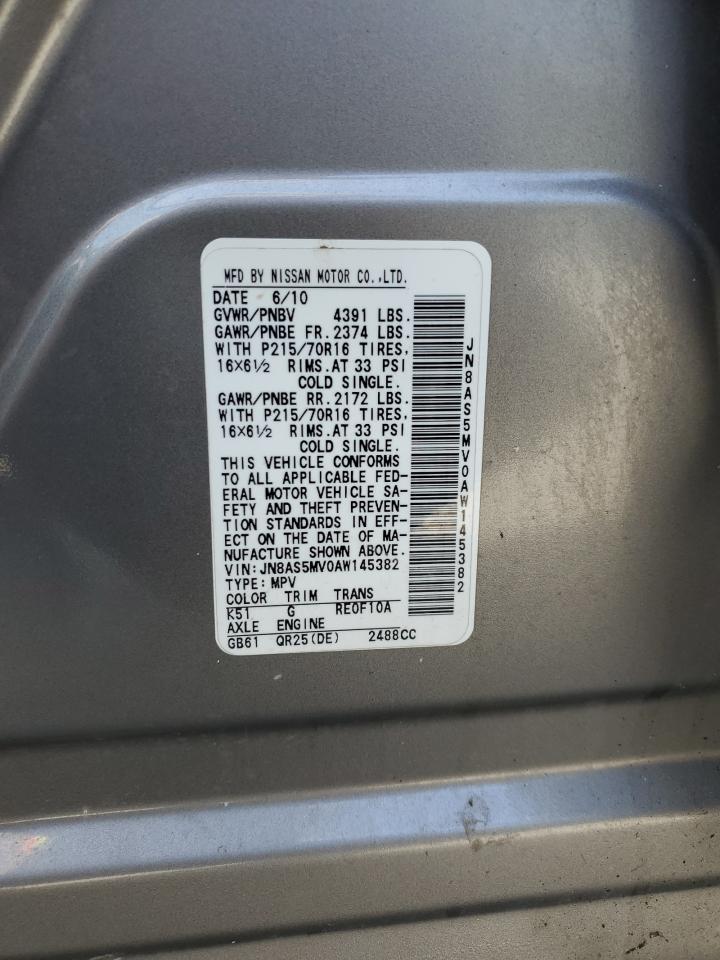 MFD BY NISSAN MOTOR CO.,LTD.
DATE 6/10
GVWR/PNBV 4391 LBS.
GAWR/PNBE FR. 2374 LBS.
WITH P215/70R16 TIRES,
16X6½ RIMS.AT 33 PSI
COLD SINGLE.
GAWR/PNBE RR. 2172 LBS.
WITH P215/70R16 TIRES,
16X6½ RIMS.AT 33 PSI
COLD SINGLE.
THIS VEHICLE CONFORMS
TO ALL APPLICABLE FED-
ERAL MOTOR VEHICLE SA-
FETY AND THEFT PREVEN-
TION STANDARDS IN EFF-
ECT ON THE DATE OF MA-
NUFACTURE SHOWN ABOVE.
VIN: JN8AS5MV0AW145382
TYPE: MPV
COLOR TRIM TRANS
K51 G RE0F10A
AXLE ENGINE
GB61 QR25(DE) 2488CC
JN8AS5MV0AW145382